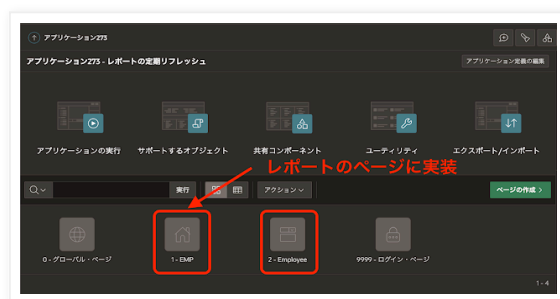 アプリケーション273
アプリケーション273 - レポートの定期リフレッシュ
アプリケーション定義の編集
アプリケーションの実行
サポートするオブジェクト
共有コンポーネント
ユーティリティ
エクスポート/インポート
レポートのページに実装
実行
アクション
ページの作成
0 - グローバル・ページ
1 - EMP
2 - Employee
9999 - ログイン・ページ
1 - 4